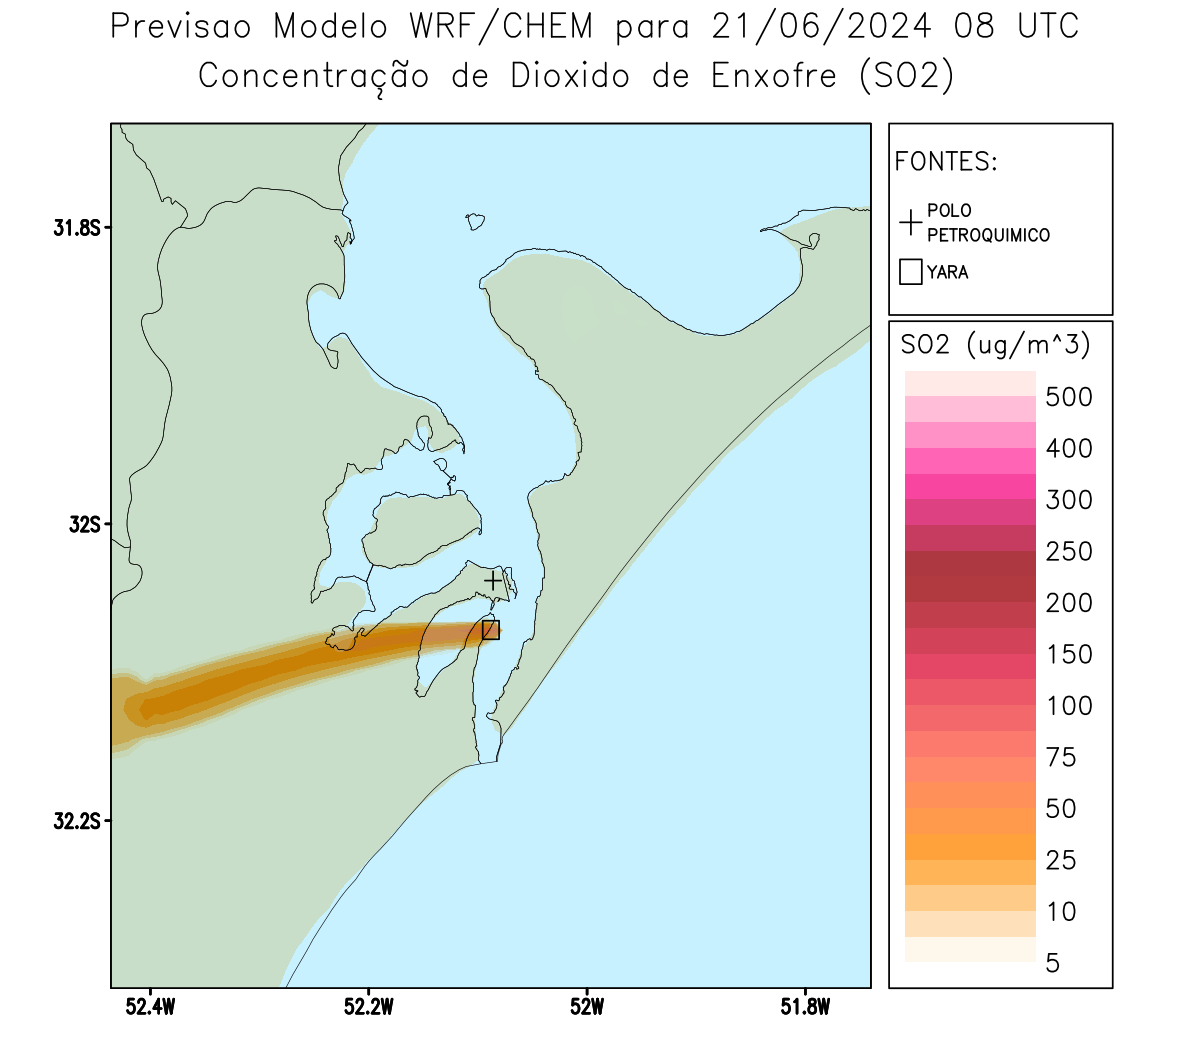 Previsao Modelo WRF/CHEM para 21/06/2024 08 UTC
Concentração de Dioxido de Enxofre (SO2)
FONTES:
POLO
PETROQUIMICO
YARA
31.8S
32S
32.2S
52.4W
52.2W
52W
51.8W
SO2 (ug/m^3)
500
400
300
250
200
150
100
75
50
25
10
5